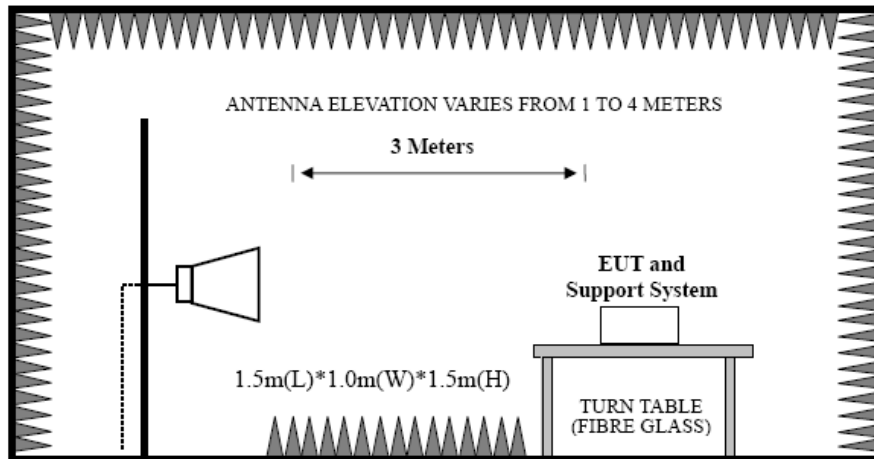 ANTENNA ELEVATION VARIES FROM 1 TO 4 METERS
3 Meters
EUT and
Support System
1.5m(L)*1.0m(W)*1.5m(H)
TURN TABLE
(FIBRE GLASS)